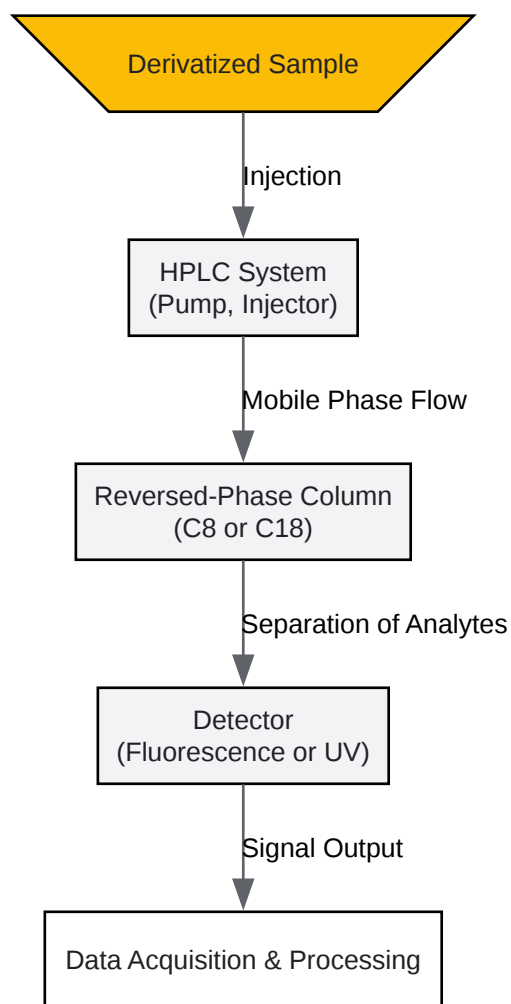 Derivatized Sample
Injection
HPLC System
(Pump, Injector)
Mobile Phase Flow
Reversed-Phase Column
(C8 or C18)
Separation of Analytes
Detector
(Fluorescence or UV)
Signal Output
Data Acquisition & Processing